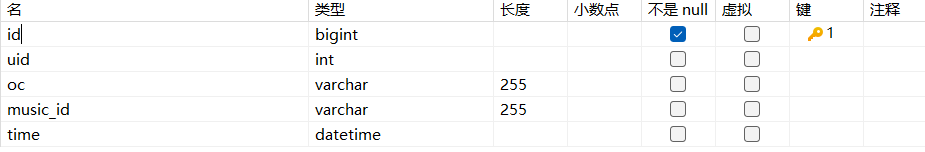 名 类型 长度 小数点 不是 null 虚拟 键 注释
id bigint 1
uid int
oc varchar 255
music_id varchar 255
time datetime